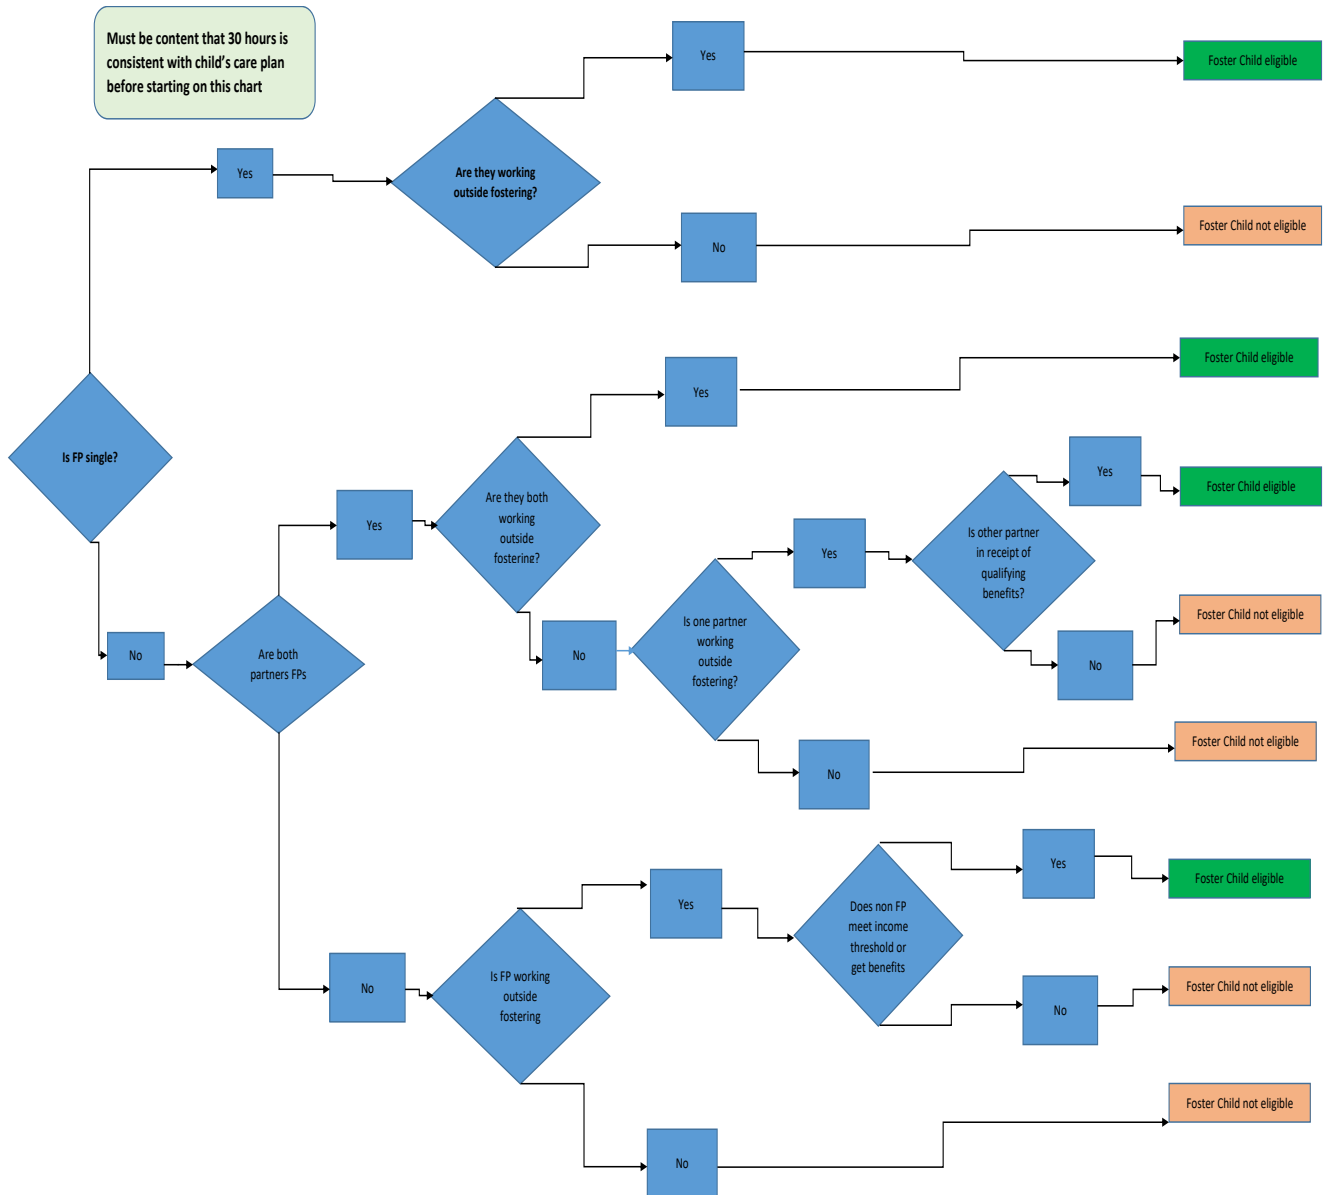 Must be content that 30 hours is
consistent with child's care plan
before starting on this chart
Yes
Foster Child eligible
Yes
Are they working
outside fostering?
No
Foster Child not eligible
Is FP single?
Yes
Foster Child eligible
Yes
Are they both
working
outside
fostering?
Yes
Foster Child eligible
Yes
Is other partner
in receipt of
qualifying
benefits?
No
Are both
partners FPs
No
Is one partner
working
outside
fostering?
No
Foster Child not eligible
No
Foster Child not eligible
Yes
Foster Child eligible
Yes
Does non FP
meet income
threshold or
get benefits
No
Is FP working
outside
fostering
No
Foster Child not eligible
No
Foster Child not eligible